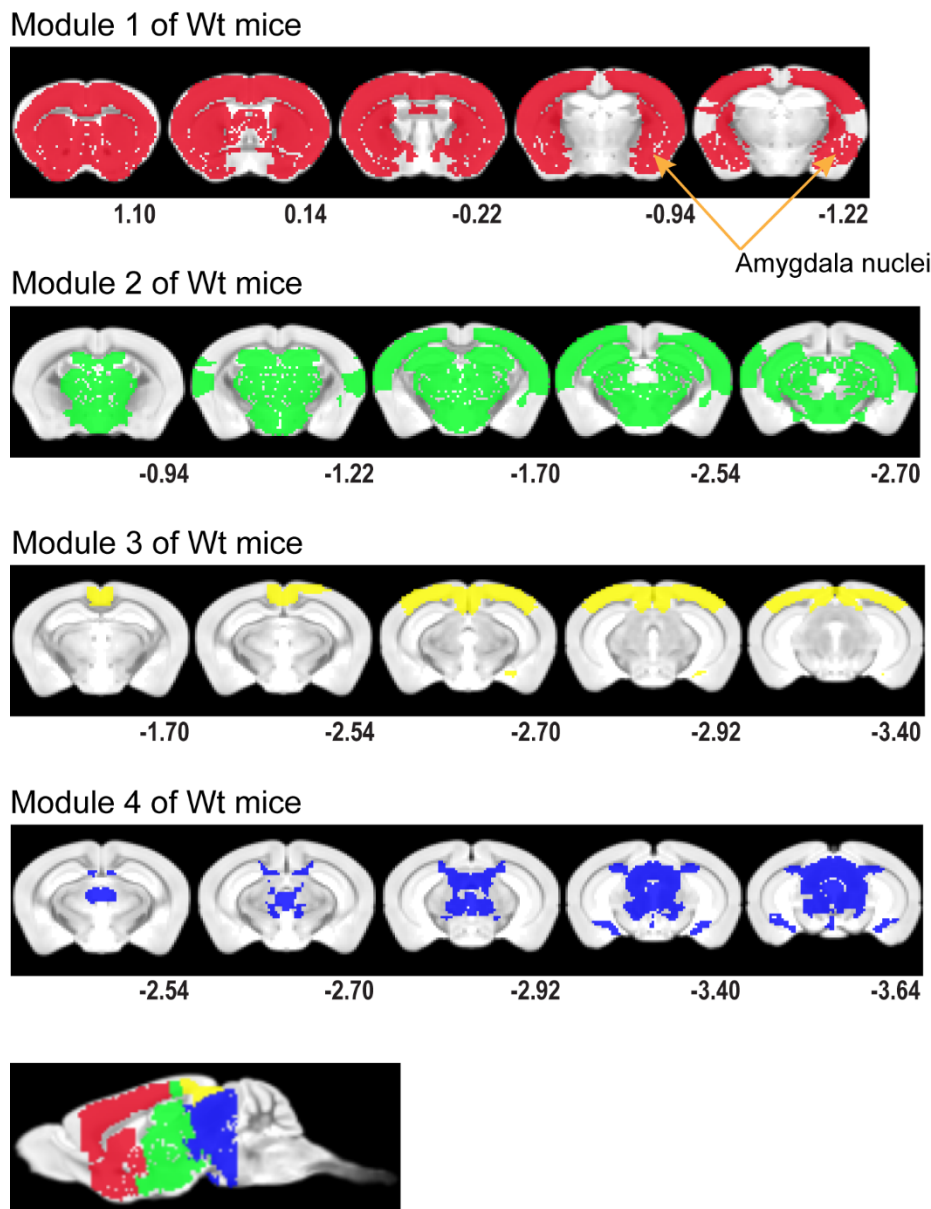 Module 1 of Wt mice
1.10 0.14 -0.22 -0.94 -1.22
Amygdala nuclei
Module 2 of Wt mice
-0.94 -1.22 -1.70 -2.54 -2.70
Module 3 of Wt mice
-1.70 -2.54 -2.70 -2.92 -3.40
Module 4 of Wt mice
-2.54 -2.70 -2.92 -3.40 -3.64